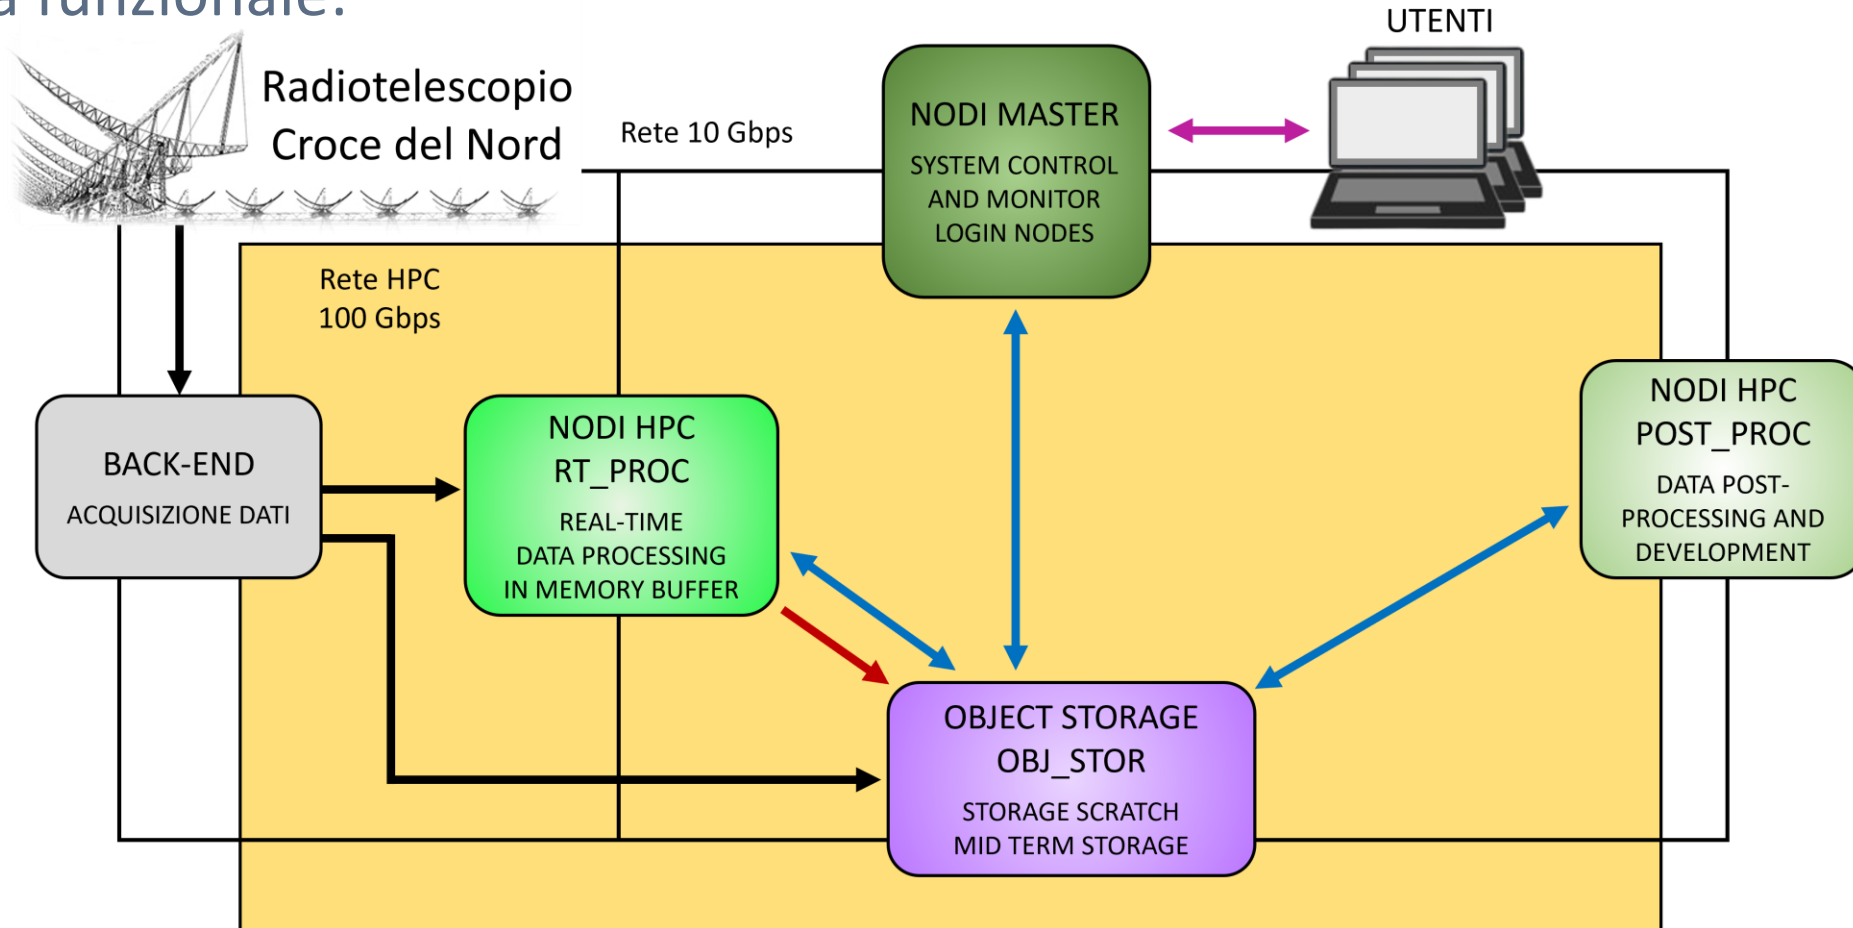 a funzionale:
UTENTI
Radiotelescopio
Croce del Nord
Rete 10 Gbps
NODI MASTER
SYSTEM CONTROL
AND MONITOR
LOGIN NODES
Rete HPC
100 Gbps
BACK-END
ACQUISIZIONE DATI
NODI HPC
RT_PROC
REAL-TIME
DATA PROCESSING
IN MEMORY BUFFER
NODI HPC
POST_PROC
DATA POST-
PROCESSING AND
DEVELOPMENT
OBJECT STORAGE
OBJ_STOR
STORAGE SCRATCH
MID TERM STORAGE